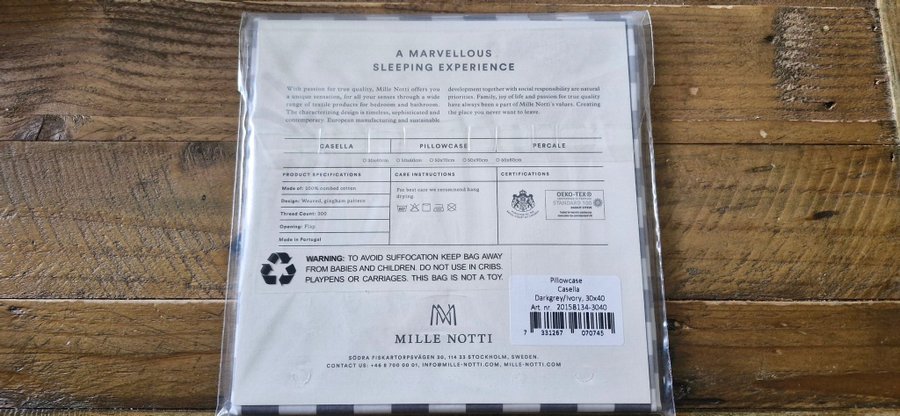 A MARVELLOUS
SLEEPING EXPERIENCE
With passion for true quality, Mille Notti offers you
a unique sensation, for all your senses through a wide
range of textile products for bedroom and bathroom.
The characterizing design is timeless, sophisticated and
contemporary. European manufacturing and sustainable
development together with social responsibility are natural
priorities. Family, joy of life and passion for true quality
have always been a part of Mille Notti's values. Creating
the place you never want to leave.
CASELLA PILLOWCASE PERCALE
PRODUCT SPECIFICATIONS
Made of: 100% combed cotton
Design: Weaved, gingham pattern
Thread Count: 300
Opening: Flap
Made in Portugal
CARE INSTRUCTIONS
For best care we recommend hang
drying.
CERTIFICATIONS
OEKO-TEX®
STANDARD 100
WARNING: TO AVOID SUFFOCATION KEEP BAG AWAY
FROM BABIES AND CHILDREN. DO NOT USE IN CRIBS.
PLAYPENS OR CARRIAGES. THIS BAG IS NOT A TOY.
Pillowcase
Casella
Darkgrey/Ivory, 30x40
Art. nr. 20158134-3040
7 331267 070745
MILLE NOTTI
SÖDRA FISKARTORPSVÄGEN 30, 114 33 STOCKHOLM, SWEDEN.
CONTACT US: +46 8 700 00 01, INFO@MILLE-NOTTI.COM, MILLE-NOTTI.COM